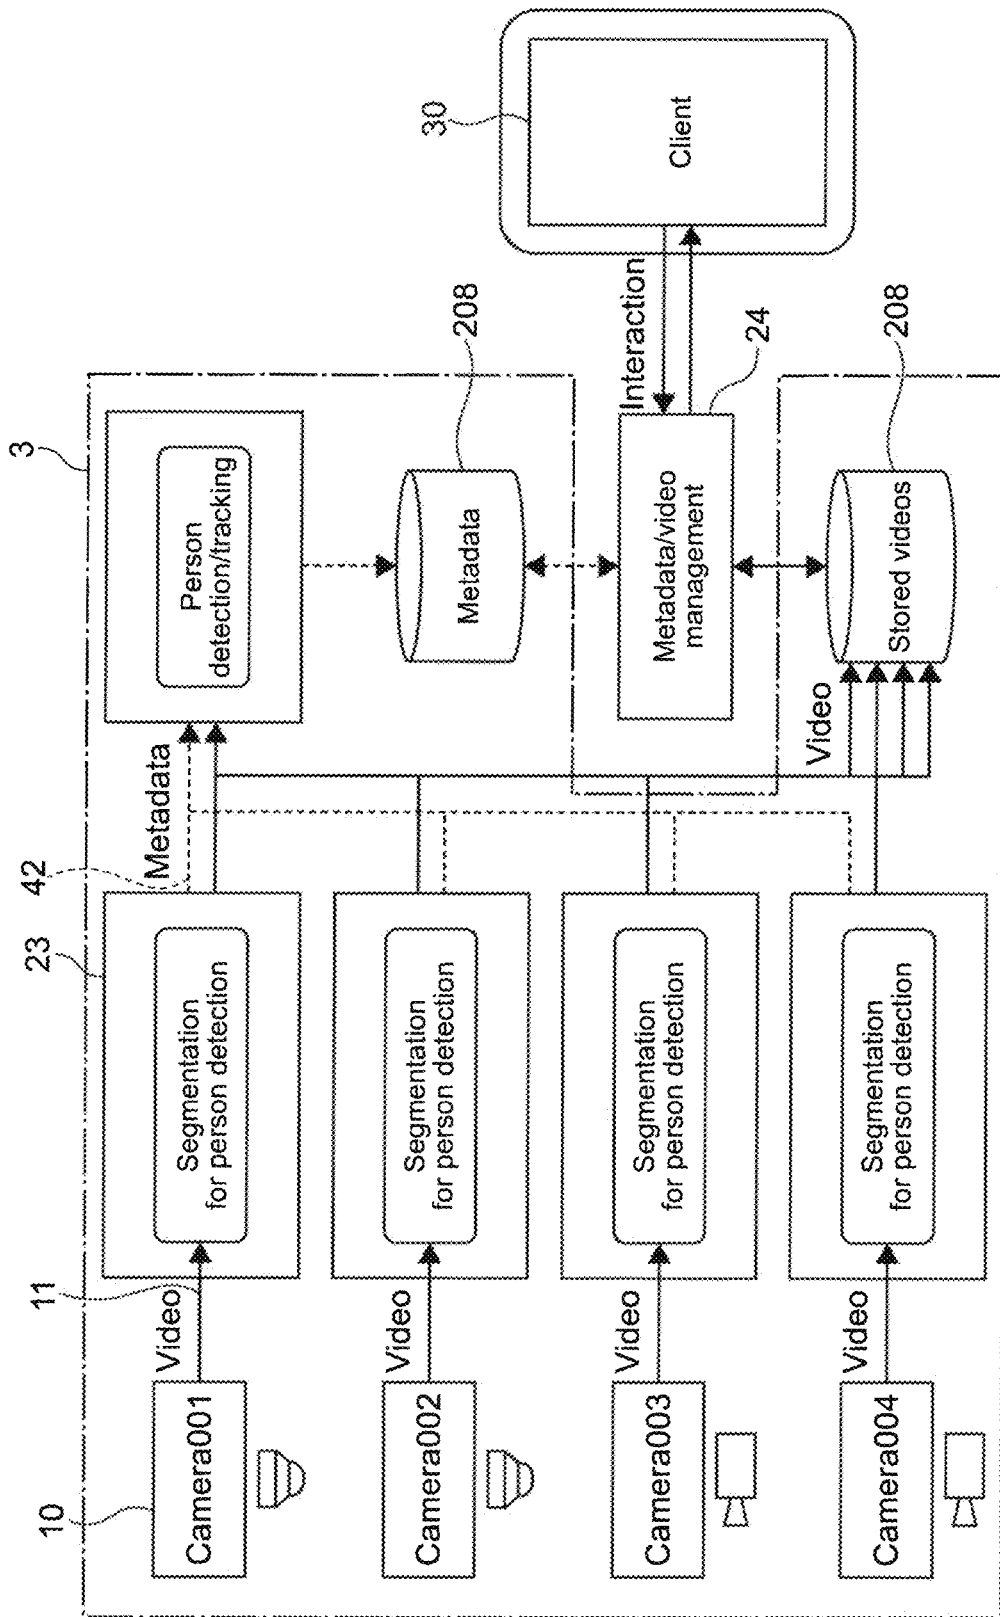 3
10
Camera001
Video
11
23
Segmentation
for person detection
42
Metadata
Person
detection/tracking
Camera002
Video
Segmentation
for person detection
Metadata
208
Camera003
Video
Segmentation
for person detection
Metadata/video
management
24
Interaction
Client
30
Camera004
Video
Segmentation
for person detection
Video
Stored videos
208